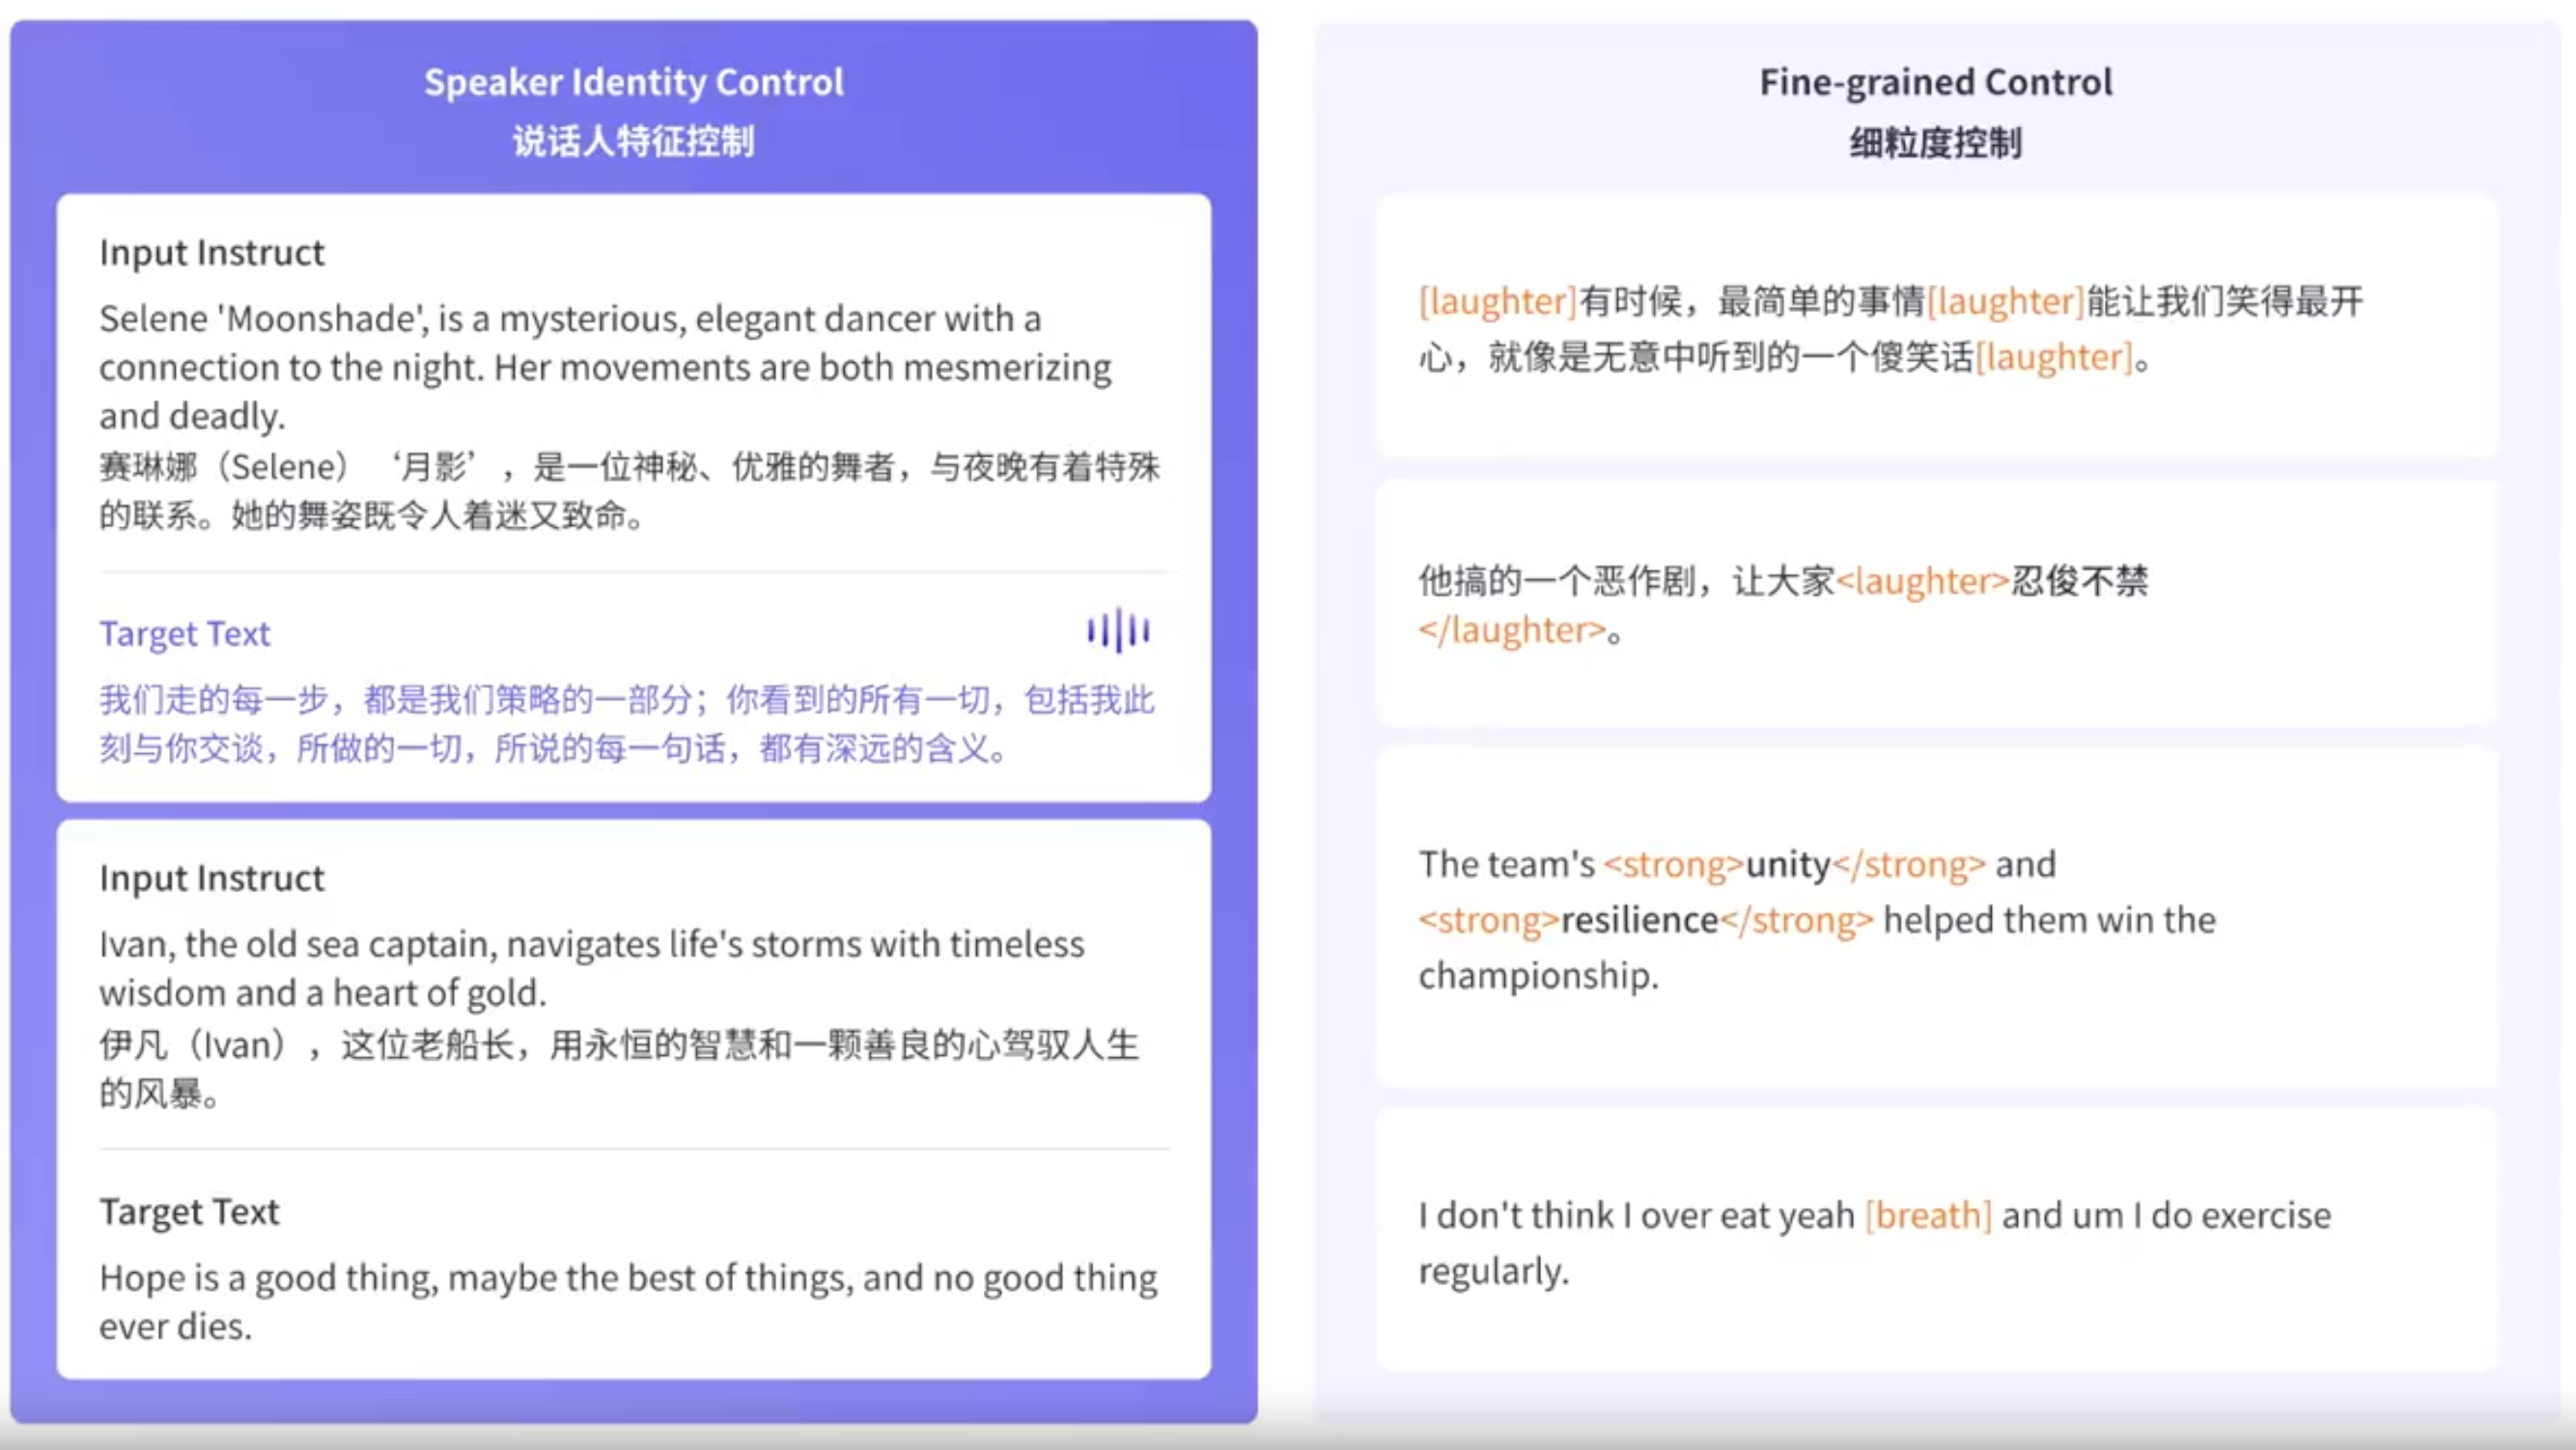 Speaker Identity Control
说话人特征控制
Input Instruct
Selene 'Moonshade', is a mysterious, elegant dancer with a
connection to the night. Her movements are both mesmerizing
and deadly.
赛琳娜（Selene）‘月影’，是一位神秘、优雅的舞者，与夜晚有着特殊
的联系。她的舞姿既令人着迷又致命。
Target Text
我们走的每一步，都是我们策略的一部分；你看到的所有一切，包括我此
刻与你交谈，所做的一切，所说的每一句话，都有深远的含义。
Input Instruct
Ivan, the old sea captain, navigates life's storms with timeless
wisdom and a heart of gold.
伊凡（Ivan），这位老船长，用永恒的智慧和一颗善良的心驾驭人生
的风暴。
Target Text
Hope is a good thing, maybe the best of things, and no good thing
ever dies.
Fine-grained Control
细粒度控制
[laughter]有时候，最简单的事情[laughter]能让我们笑得最开
心，就像是无意中听到的一个傻笑话[laughter]。
他搞的一个恶作剧，让大家<laughter>忍俊不禁
</laughter>。
The team's <strong>unity</strong> and
<strong>resilience</strong> helped them win the
championship.
I don't think I over eat yeah [breath] and um I do exercise
regularly.